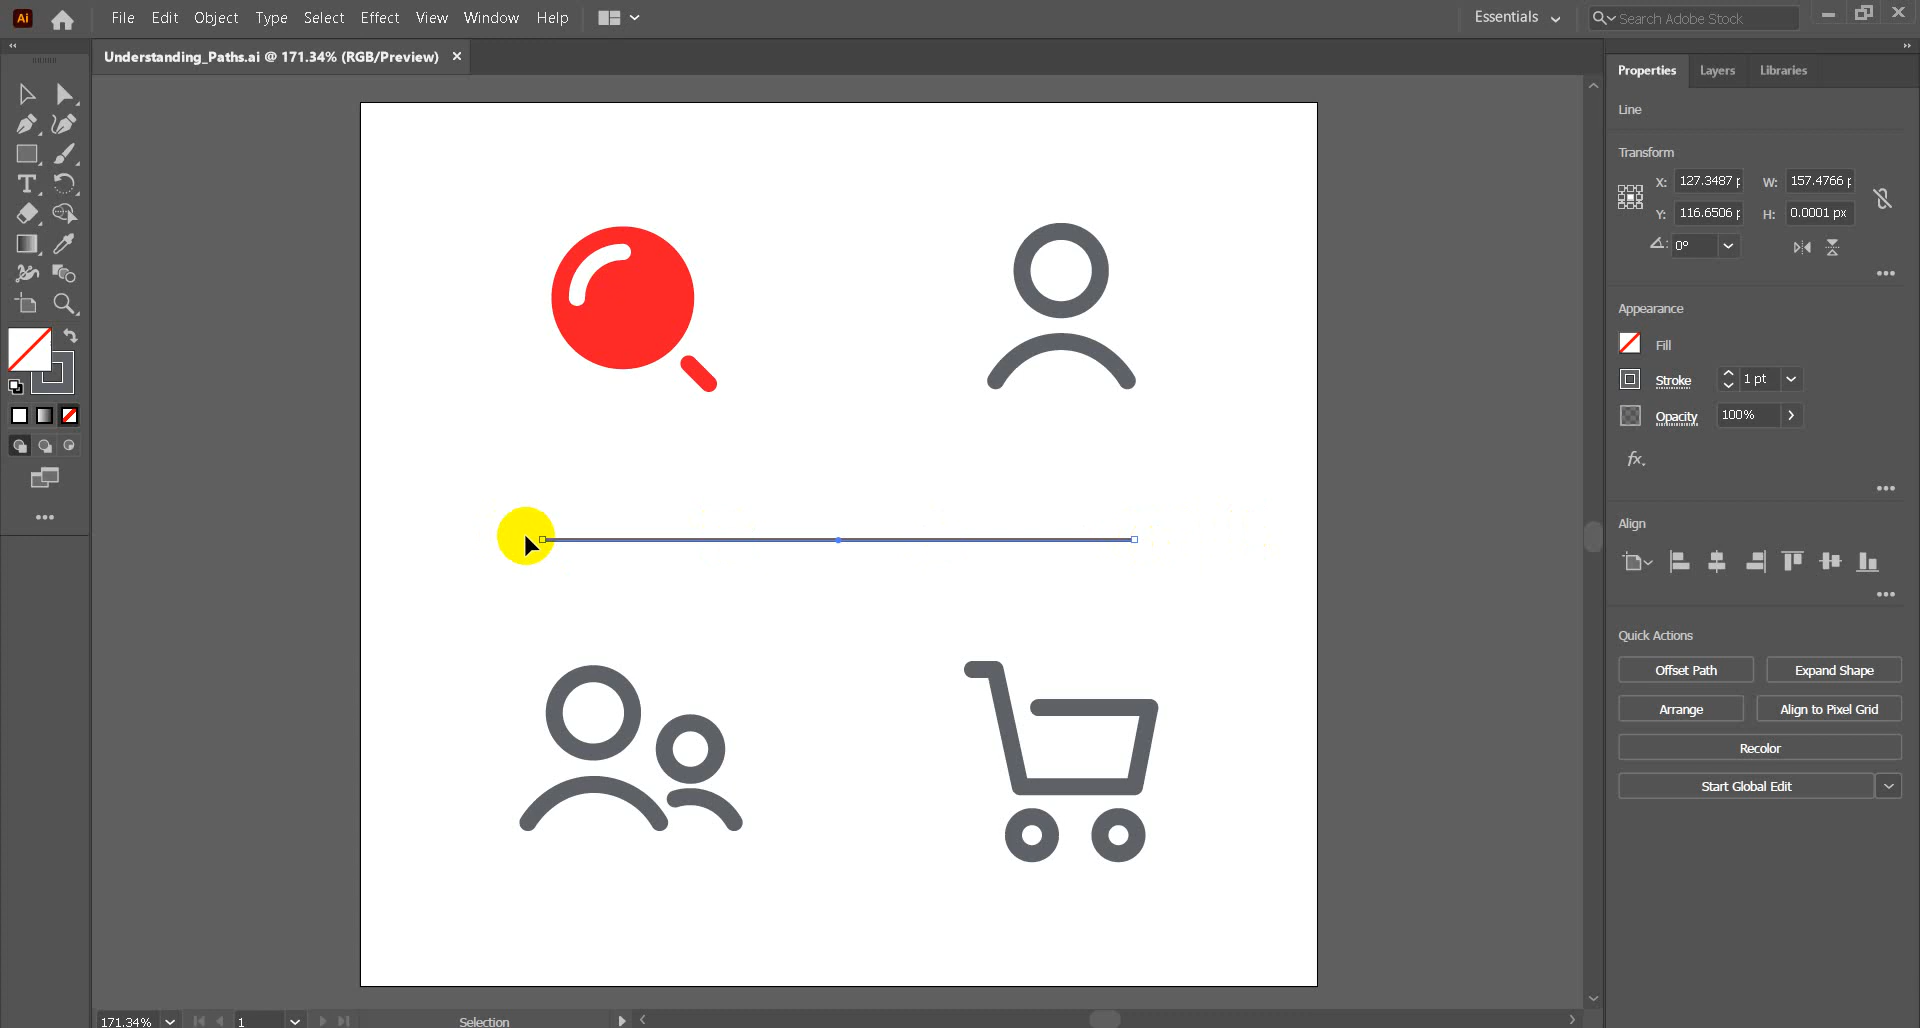 Ai
File Edit Object Type Select Effect View Window Help
Essentials
Search Adobe Stock
Understanding_Paths.ai @ 171.34% (RGB/Preview)
Properties Layers Libraries
Line
Transform
X: 127.3487 p W: 157.4766 p
Y: 116.6506 p H: 0.0001 px
0°
Appearance
Fill
Stroke 1 pt
Opacity 100%
fx.
Align
Quick Actions
Offset Path Expand Shape
Arrange Align to Pixel Grid
Recolor
Start Global Edit
171.34% 1 Selection